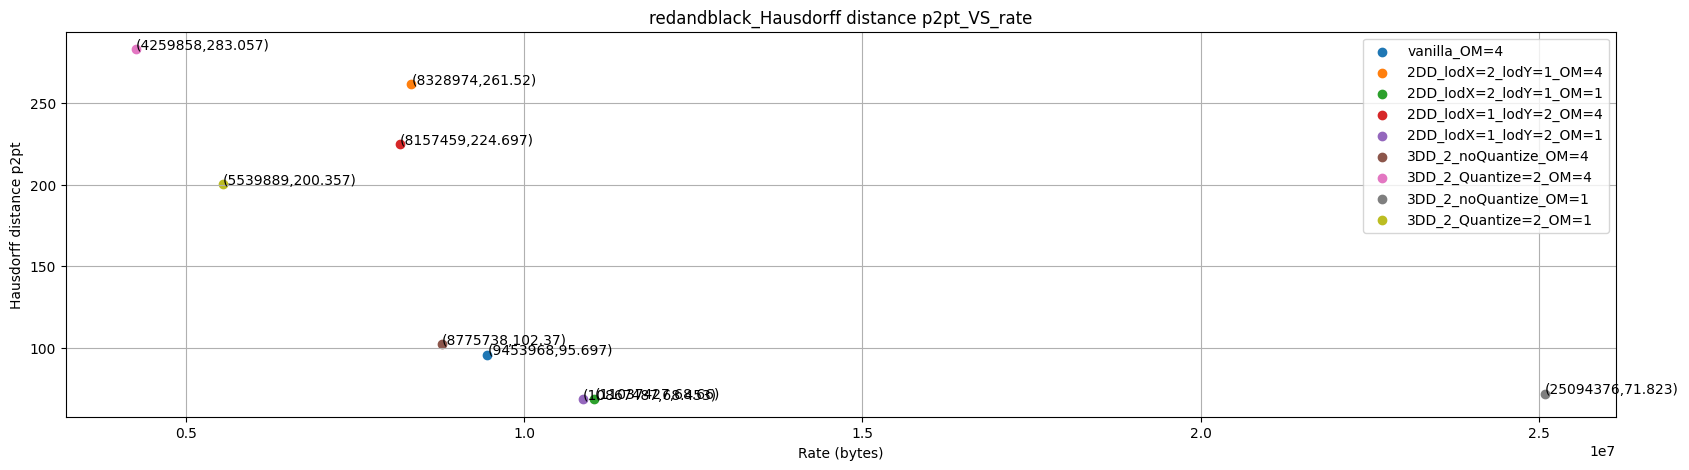 redandblack_Hausdorff distance p2pt_VS_rate
Hausdorff distance p2pt
250
200
150
100
(4259858,283.057)
(8328974,261.52)
(8157459,224.697)
(5539889,200.357)
(8775738,102.37)
(9453968,95.697)
(25094376,71.823)
vanilla_OM=4
2DD_lodX=2_lodY=1_OM=4
2DD_lodX=2_lodY=1_OM=1
2DD_lodX=1_lodY=2_OM=4
2DD_lodX=1_lodY=2_OM=1
3DD_2_noQuantize_OM=4
3DD_2_Quantize=2_OM=4
3DD_2_noQuantize_OM=1
3DD_2_Quantize=2_OM=1
0.5 1.0 1.5 2.0 2.5
1e7
Rate (bytes)